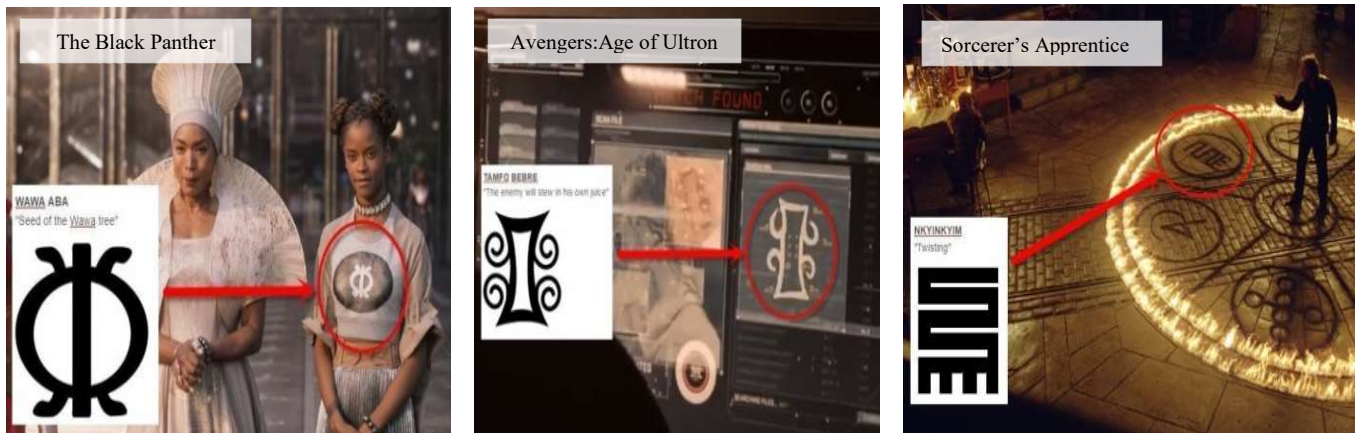 The Black Panther
WAWA ABA
"Seed of the Wawa tree"
Avengers:Age of Ultron
FOUND
TAMFO BEBRE
"The enemy will stew in his own juice"
Sorcerer's Apprentice
NKYINKYIM
"Twisting"